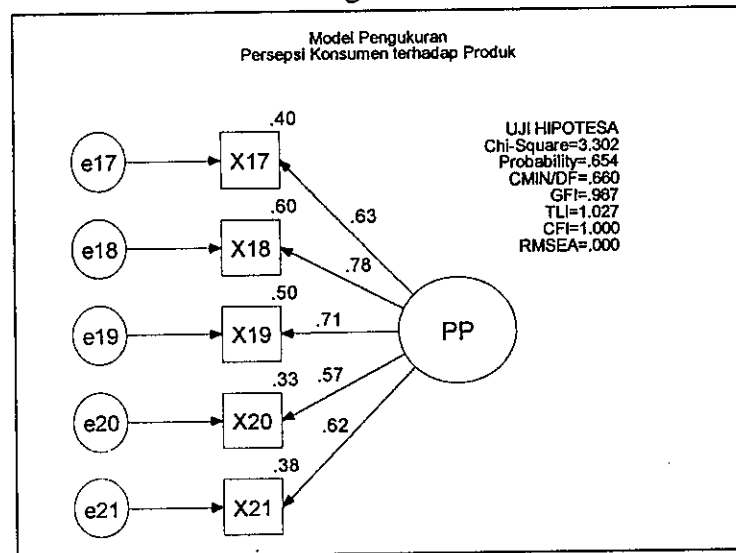 Model Pengukuran
Persepsi Konsumen terhadap Produk
UJI HIPOTESA
Chi-Square=3.302
Probability=.654
CMIN/DF=.660
GFI=.987
TLI=1.027
CFI=1.000
RMSEA=.000
.40
e17 X17
.63
.60
e18 X18
.78
.50
e19 X19 .71 PP
.33 .57
e20 X20
.62
.38
e21 X21